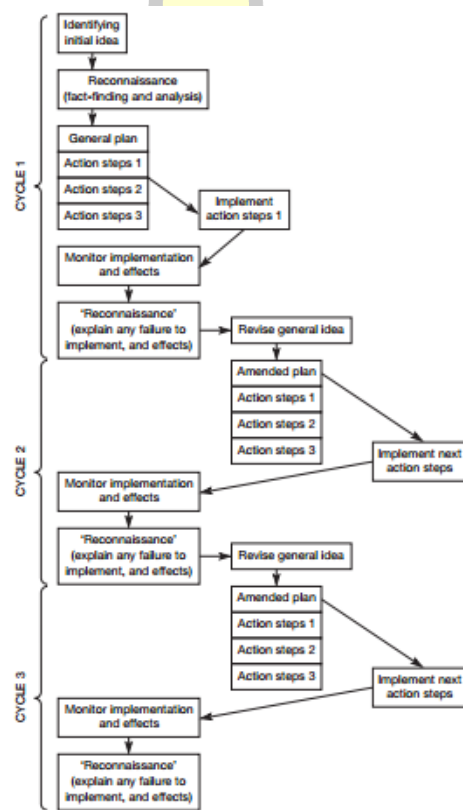 CYCLE 1
Identifying
initial idea
Reconnaissance
(fact-finding and analysis)
General plan
Action steps 1
Action steps 2
Action steps 3
Implement
action steps 1
Monitor implementation
and effects
"Reconnaissance"
(explain any failure to
implement, and effects)
Revise general idea
CYCLE 2
Amended plan
Action steps 1
Action steps 2
Action steps 3
Implement next
action steps
Monitor implementation
and effects
"Reconnaissance"
(explain any failure to
implement, and effects)
Revise general idea
CYCLE 3
Amended plan
Action steps 1
Action steps 2
Action steps 3
Implement next
action steps
Monitor implementation
and effects
"Reconnaissance"
(explain any failure to
implement, and effects)